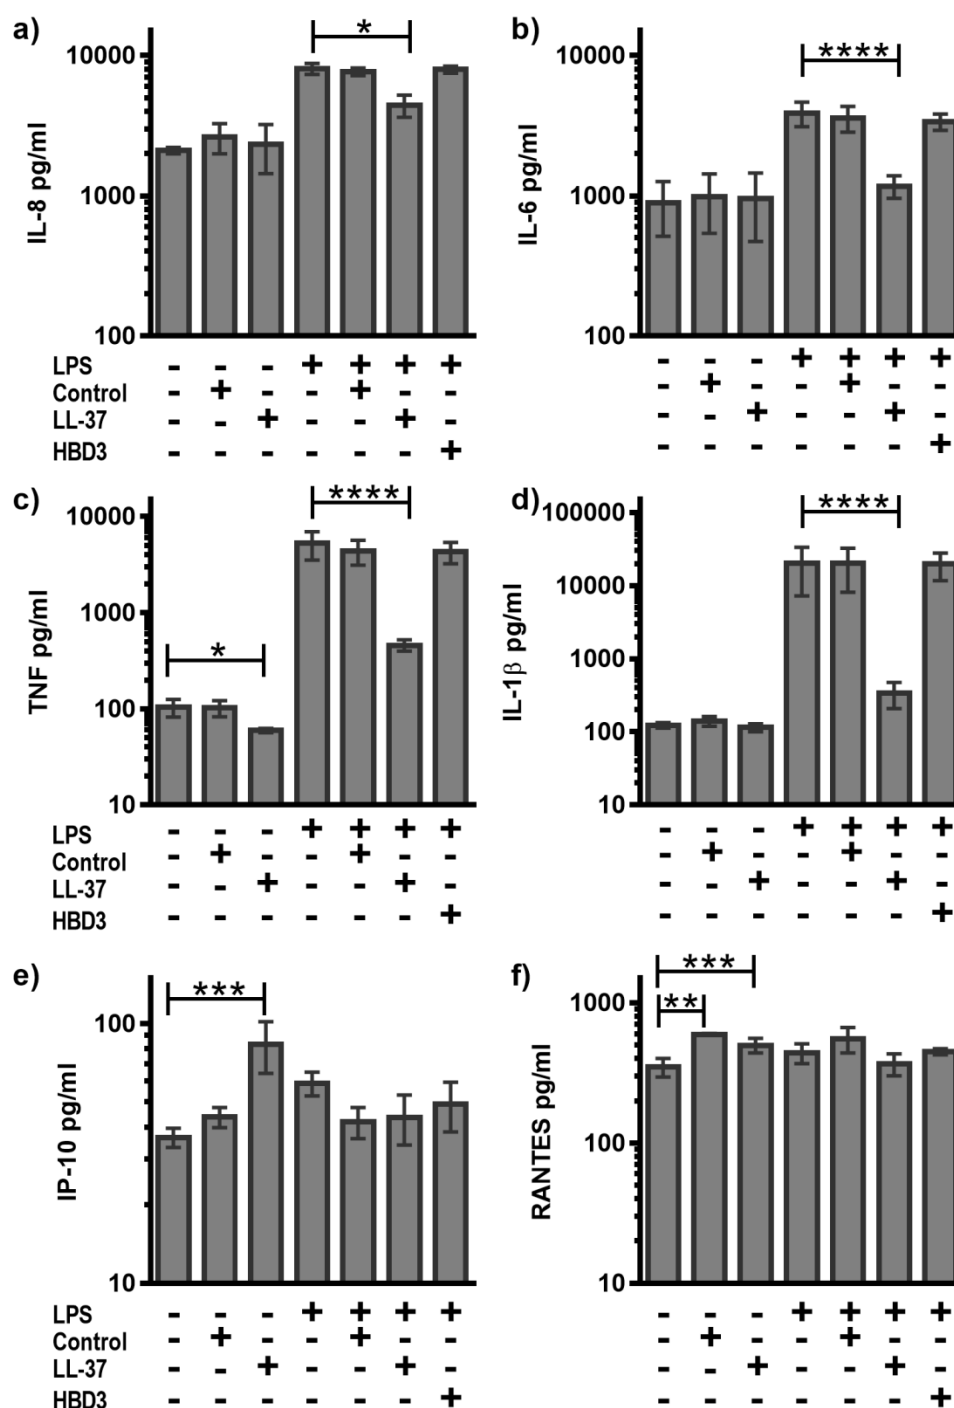 a)
*
10000
1000
100
IL-8 pg/ml
LPS - - - + + + +
Control - + - - + - -
LL-37 - - + - - + -
HBD3 - - - - - - +
b)
****
10000
1000
100
IL-6 pg/ml
- - - + + + +
- + - - + - -
- - + - - + -
- - - - - - +
c)
****
*
10000
1000
100
10
TNF pg/ml
LPS - - - + + + +
Control - + - - + - -
LL-37 - - + - - + -
HBD3 - - - - - - +
d)
****
100000
10000
1000
100
10
IL-1β pg/ml
- - - + + + +
- + - - + - -
- - + - - + -
- - - - - - +
e)
***
100
10
IP-10 pg/ml
LPS - - - + + + +
Control - + - - + - -
LL-37 - - + - - + -
HBD3 - - - - - - +
f)
***
**
1000
100
10
RANTES pg/ml
- - - + + + +
- + - - + - -
- - + - - + -
- - - - - - +